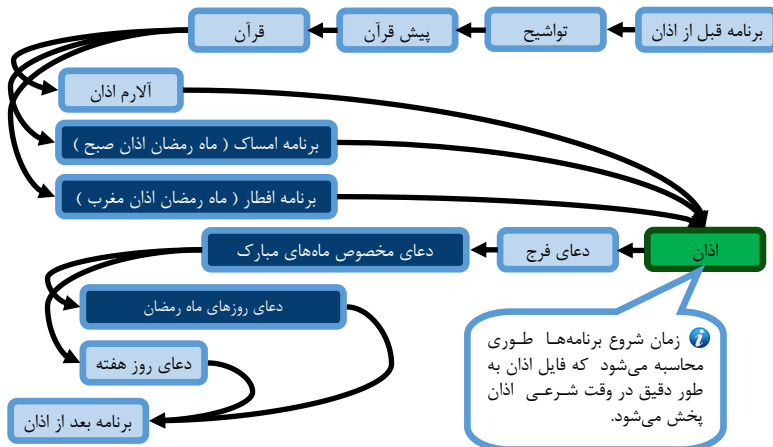 برنامه قبل از اذان
تواشیح
پیش قرآن
قرآن
آلارم اذان
برنامه امساک ( ماه رمضان اذان صبح )
برنامه افطار ( ماه رمضان اذان مغرب )
اذان
دعای فرج
دعای مخصوص ماه‌های مبارک
دعای روزهای ماه رمضان
دعای روز هفته
برنامه بعد از اذان
زمان شروع برنامه‌ها طوری
محاسبه می‌شود که فایل اذان به
طور دقیق در وقت شرعی اذان
پخش می‌شود.